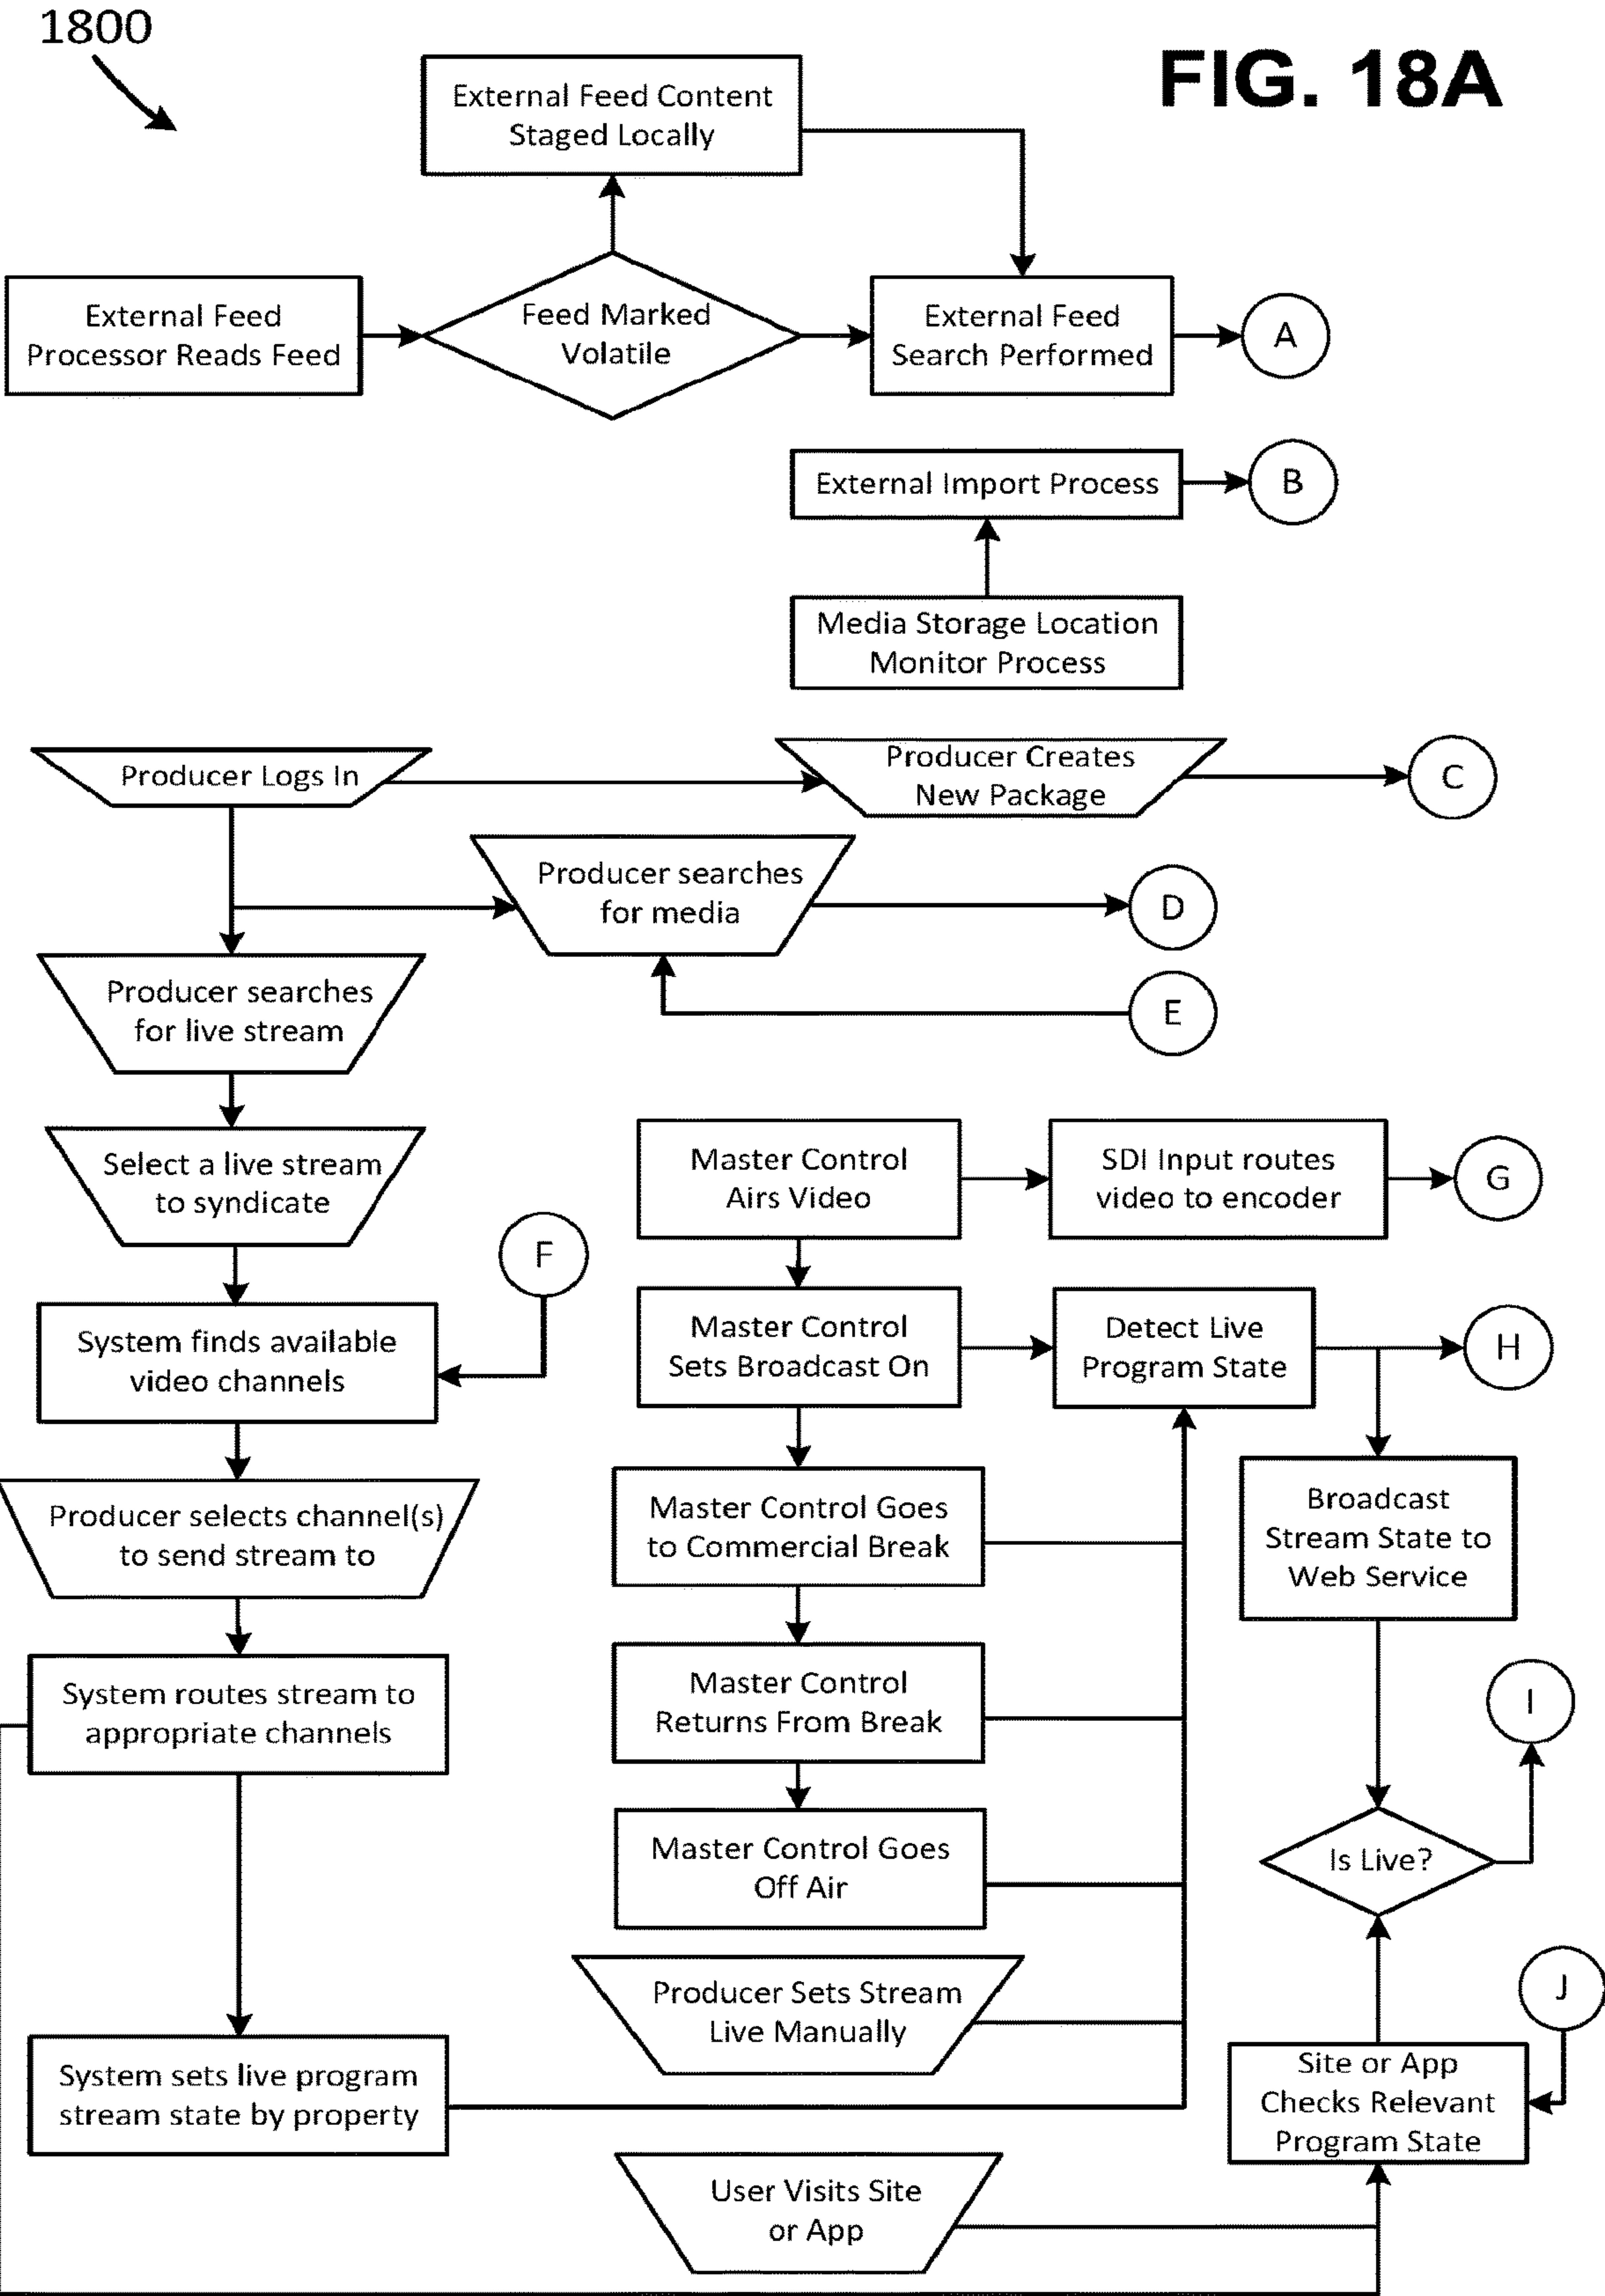 1800
FIG. 18A
External Feed Content
Staged Locally
External Feed
Processor Reads Feed
Feed Marked
Volatile
External Feed
Search Performed
A
External Import Process
B
Media Storage Location
Monitor Process
Producer Logs In
Producer Creates
New Package
C
Producer searches
for media
D
E
Producer searches
for live stream
Select a live stream
to syndicate
F
System finds available
video channels
Producer selects channel(s)
to send stream to
System routes stream to
appropriate channels
System sets live program
stream state by property
Master Control
Airs Video
SDI Input routes
video to encoder
G
Master Control
Sets Broadcast On
Detect Live
Program State
H
Master Control Goes
to Commercial Break
Broadcast
Stream State to
Web Service
Master Control
Returns From Break
I
Master Control Goes
Off Air
Is Live?
Producer Sets Stream
Live Manually
J
Site or App
Checks Relevant
Program State
User Visits Site
or App